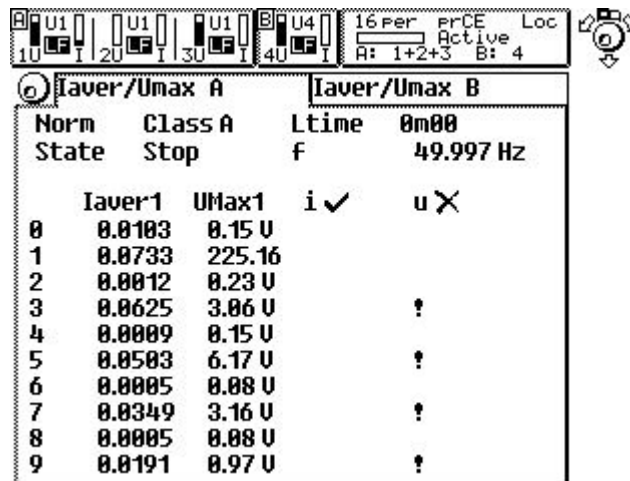 A U1 U1 U1 B U4 16 per prCE Loc
LF LF LF LF Active
1U I 2U I 3U I 4U I A: 1+2+3 B: 4
Iaver/Umax A Iaver/Umax B
Norm Class A Ltime 0m00
State Stop f 49.997 Hz
Iaver1 UMax1 i ✓ u ✗
0 0.0103 0.15 V
1 0.0733 225.16
2 0.0012 0.23 V
3 0.0625 3.06 V !
4 0.0009 0.15 V
5 0.0503 6.17 V !
6 0.0005 0.08 V
7 0.0349 3.16 V !
8 0.0005 0.08 V
9 0.0191 0.97 V !